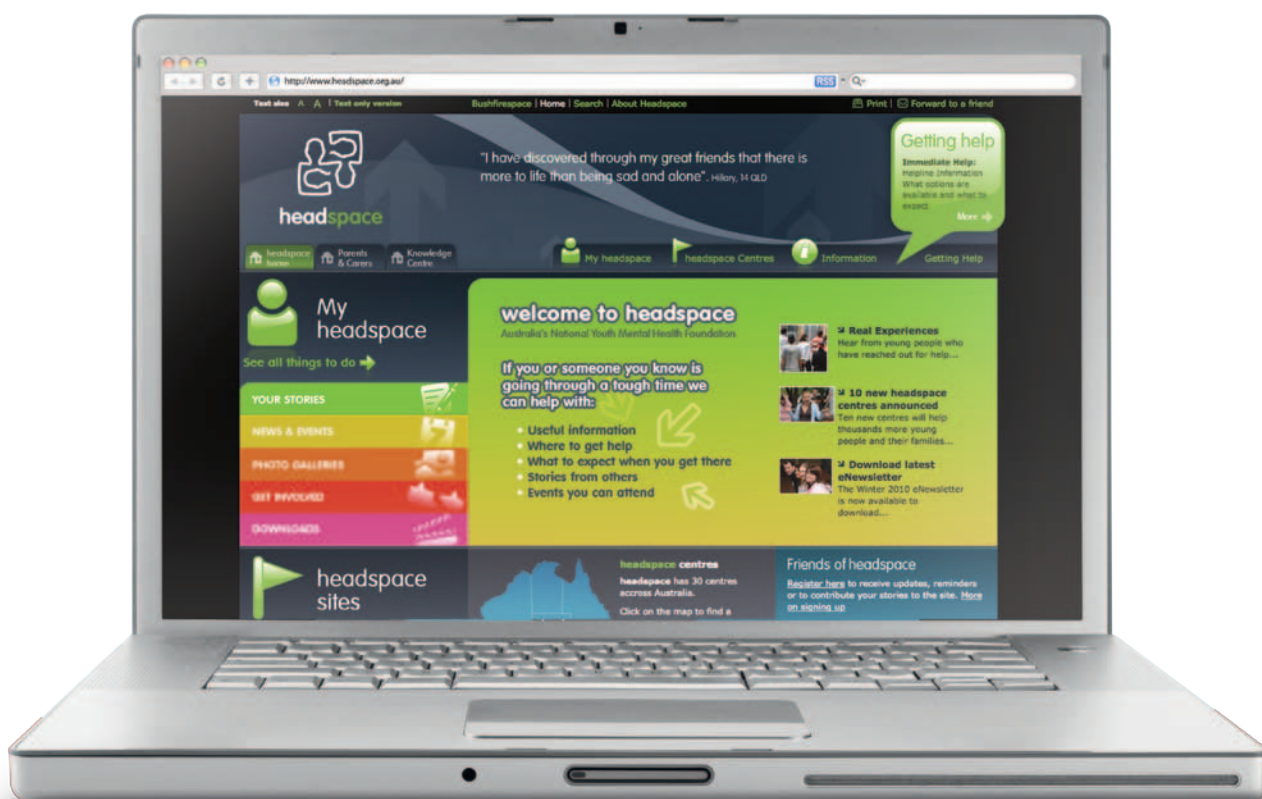 http://www.headspace.org.au/
RSS
Text size A A | Text only version
Bushfirespace | Home | Search | About Headspace
Print | Forward to a friend
headspace
"I have discovered through my great friends that there is
more to life than being sad and alone". Hillary, 14 QLD
Getting help
Immediate Help:
Helpline Information
What options are
available and what to
expect.
More
headspace
home
Parents
& Carers
Knowledge
Centre
My headspace
headspace Centres
Information
Getting Help
My
headspace
See all things to do
YOUR STORIES
NEWS & EVENTS
PHOTO GALLERIES
GET INVOLVED
DOWNLOADS
welcome to headspace
Australia's National Youth Mental Health Foundation
If you or someone you know is
going through a tough time we
can help with:
• Useful information
• Where to get help
• What to expect when you get there
• Stories from others
• Events you can attend
Real Experiences
Hear from young people who
have reached out for help...
10 new headspace
centres announced
Ten new centres will help
thousands more young
people and their families...
Download latest
eNewsletter
The Winter 2010 eNewsletter
is now available to
download...
headspace
sites
headspace centres
headspace has 30 centres
accross Australia.
Click on the map to find a
Friends of headspace
Register here to receive updates, reminders
or to contribute your stories to the site. More
on signing up